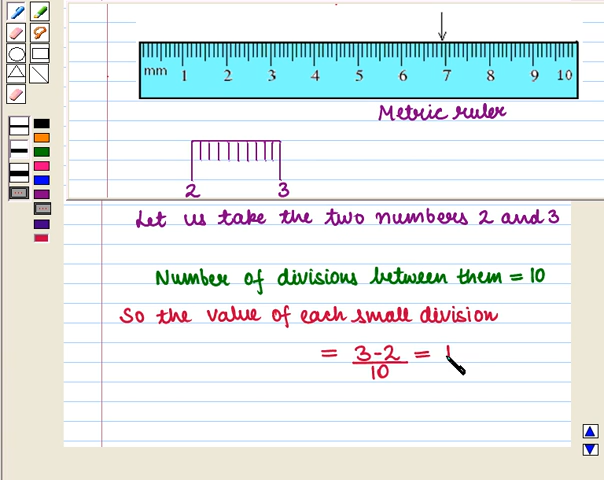 mm 1 2 3 4 5 6 7 8 9 10
Metric ruler
2 3
Let us take the two numbers 2 and 3
Number of divisions between them = 10
So the value of each small division
= 3-2/10 = 1